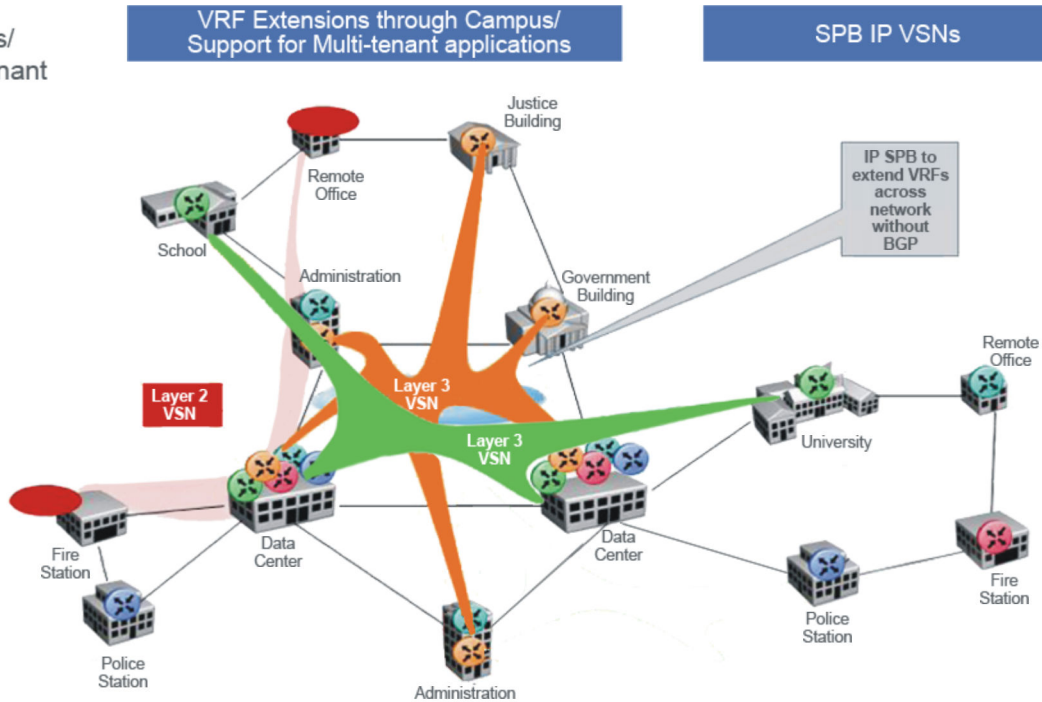 s/
nant
VRF Extensions through Campus/
Support for Multi-tenant applications
SPB IP VSNs
Justice
Building
Remote
Office
IP SPB to
extend VRFs
across
network
without
BGP
School
Administration
Government
Building
Remote
Office
Layer 2
VSN
Layer 3
VSN
Layer 3
VSN
University
Fire
Station
Data
Center
Data
Center
Fire
Station
Police
Station
Police
Station
Administration